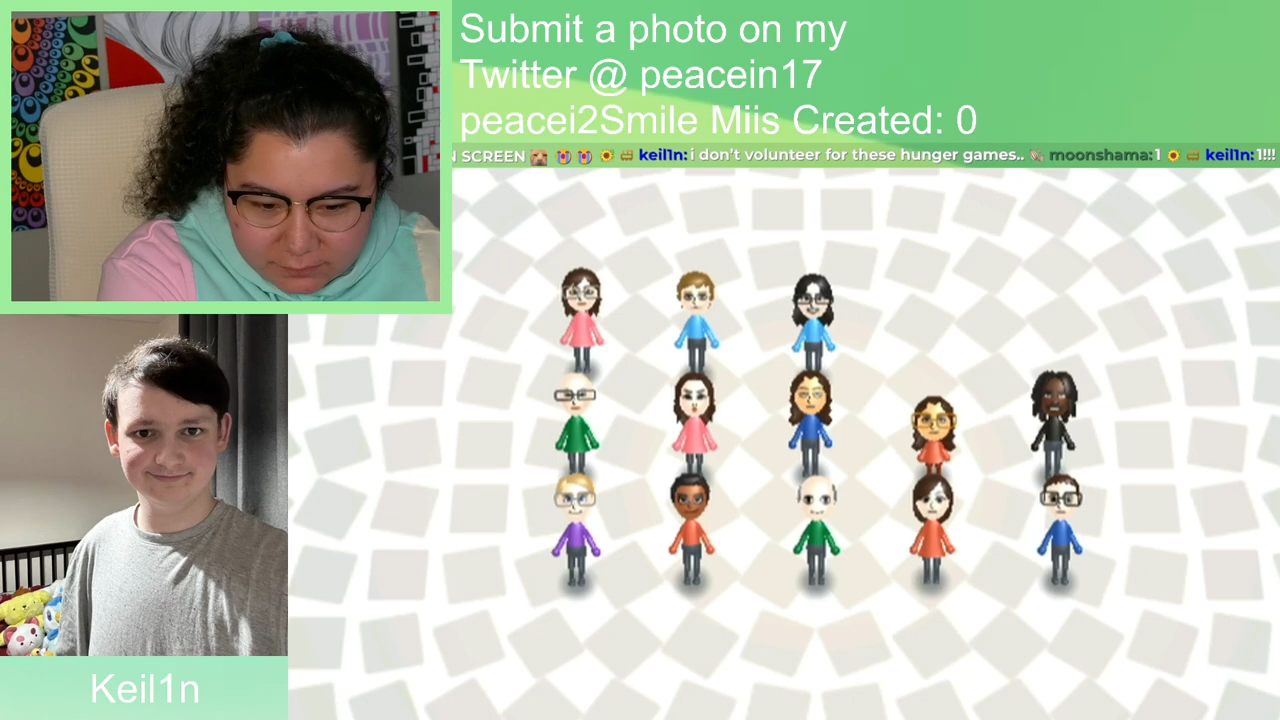 Submit a photo on my
Twitter @ peacein17
peacei2Smile Miis Created: 0
N SCREEN keil1n: i don’t volunteer for these hunger games.. moonshama: 1 keil1n: 1!!!
Keil1n